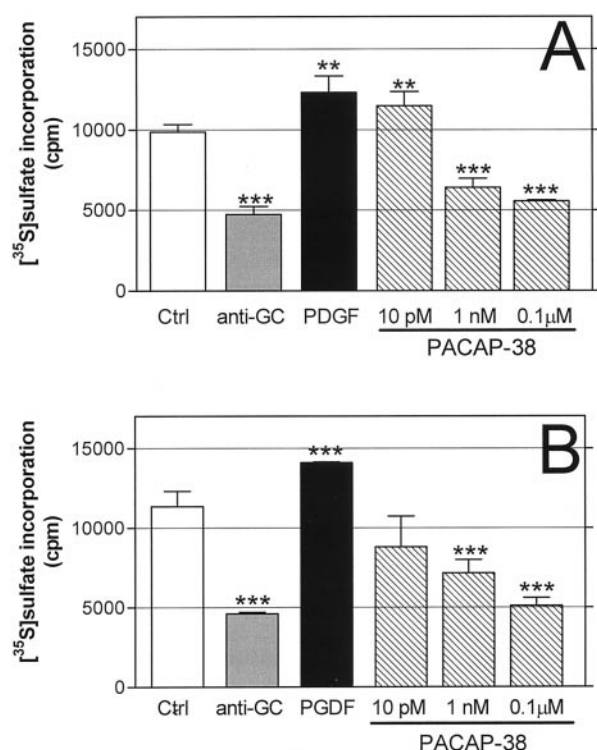 A
[³⁵S]sulfate incorporation
(cpm)
15000
10000
5000
0
**
**
***
***
***
Ctrl anti-GC PDGF 10 pM 1 nM 0.1µM
PACAP-38
B
[³⁵S]sulfate incorporation
(cpm)
15000
10000
5000
0
***
***
***
***
Ctrl anti-GC PGDF 10 pM 1 nM 0.1µM
PACAP-38